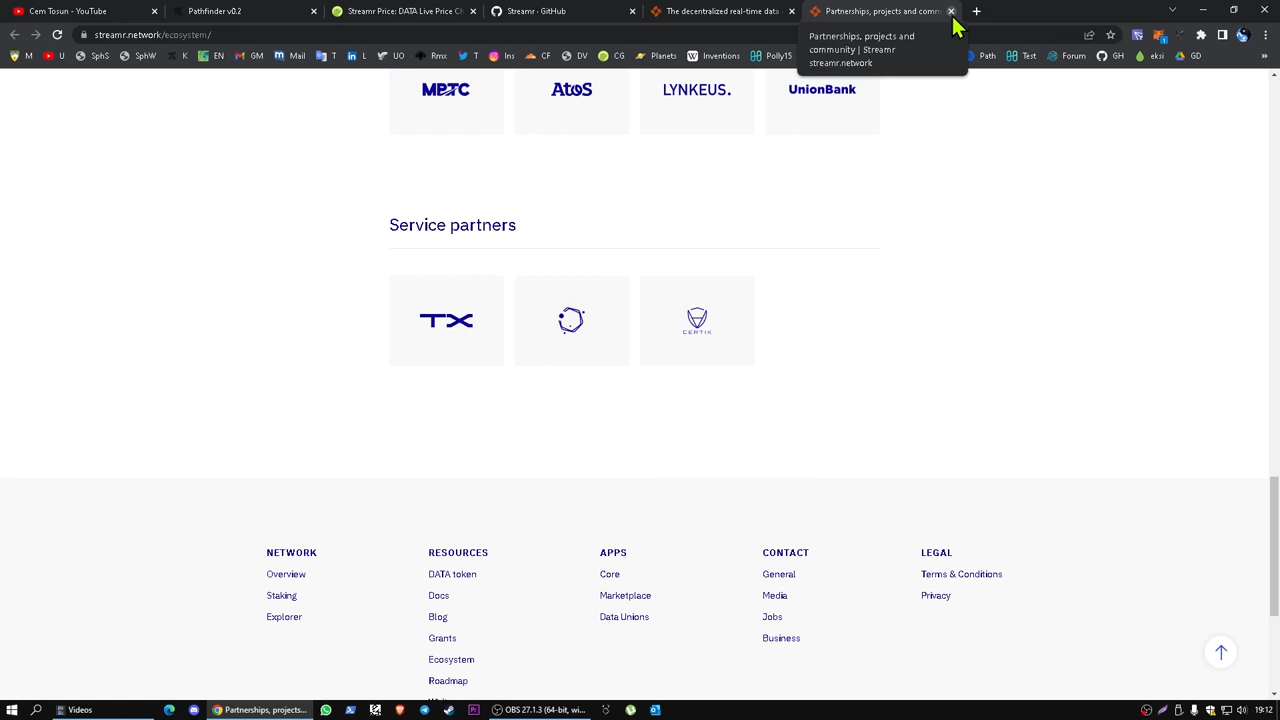 Cem Tosun - YouTube
Pathfinder v0.2
Streamr Price: DATA Live Price Ch
Streamr - GitHub
The decentralized real-time data
Partnerships, projects and comm
streamr.network/ecosystem/
Partnerships, projects and
community | Streamr
streamr.network
M
SphS
SphC
EN
GM
Rmx
T
in
L
Ins
CF
DV
CG
Planets
Inventions
Polly15
Path
Test
Forum
GH
eksi
GD
MPTC
Atos
LYNKEUS.
UnionBank
Service partners
TX
CERTIK
NETWORK
RESOURCES
APPS
CONTACT
LEGAL
Overview
DATA token
Core
General
Terms & Conditions
Staking
Docs
Marketplace
Media
Privacy
Explorer
Blog
Data Unions
Jobs
Grants
Business
Ecosystem
Roadmap
Videos
Partnerships, projects...
OBS 27.1.3 (64-bit, wi...
19:12